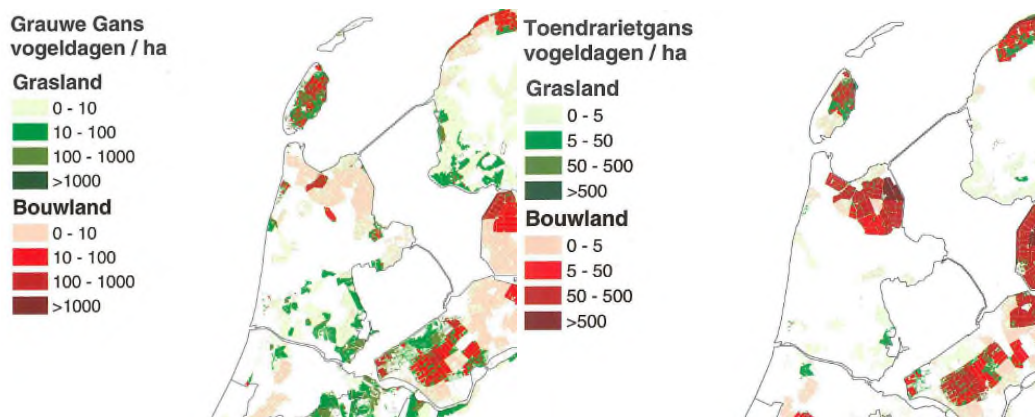 Grauwe Gans
vogeldagen / ha
Grasland
0 - 10
10 - 100
100 - 1000
>1000
Bouwland
0 - 10
10 - 100
100 - 1000
>1000
Toendrarietgans
vogeldagen / ha
Grasland
0 - 5
5 - 50
50 - 500
>500
Bouwland
0 - 5
5 - 50
50 - 500
>500